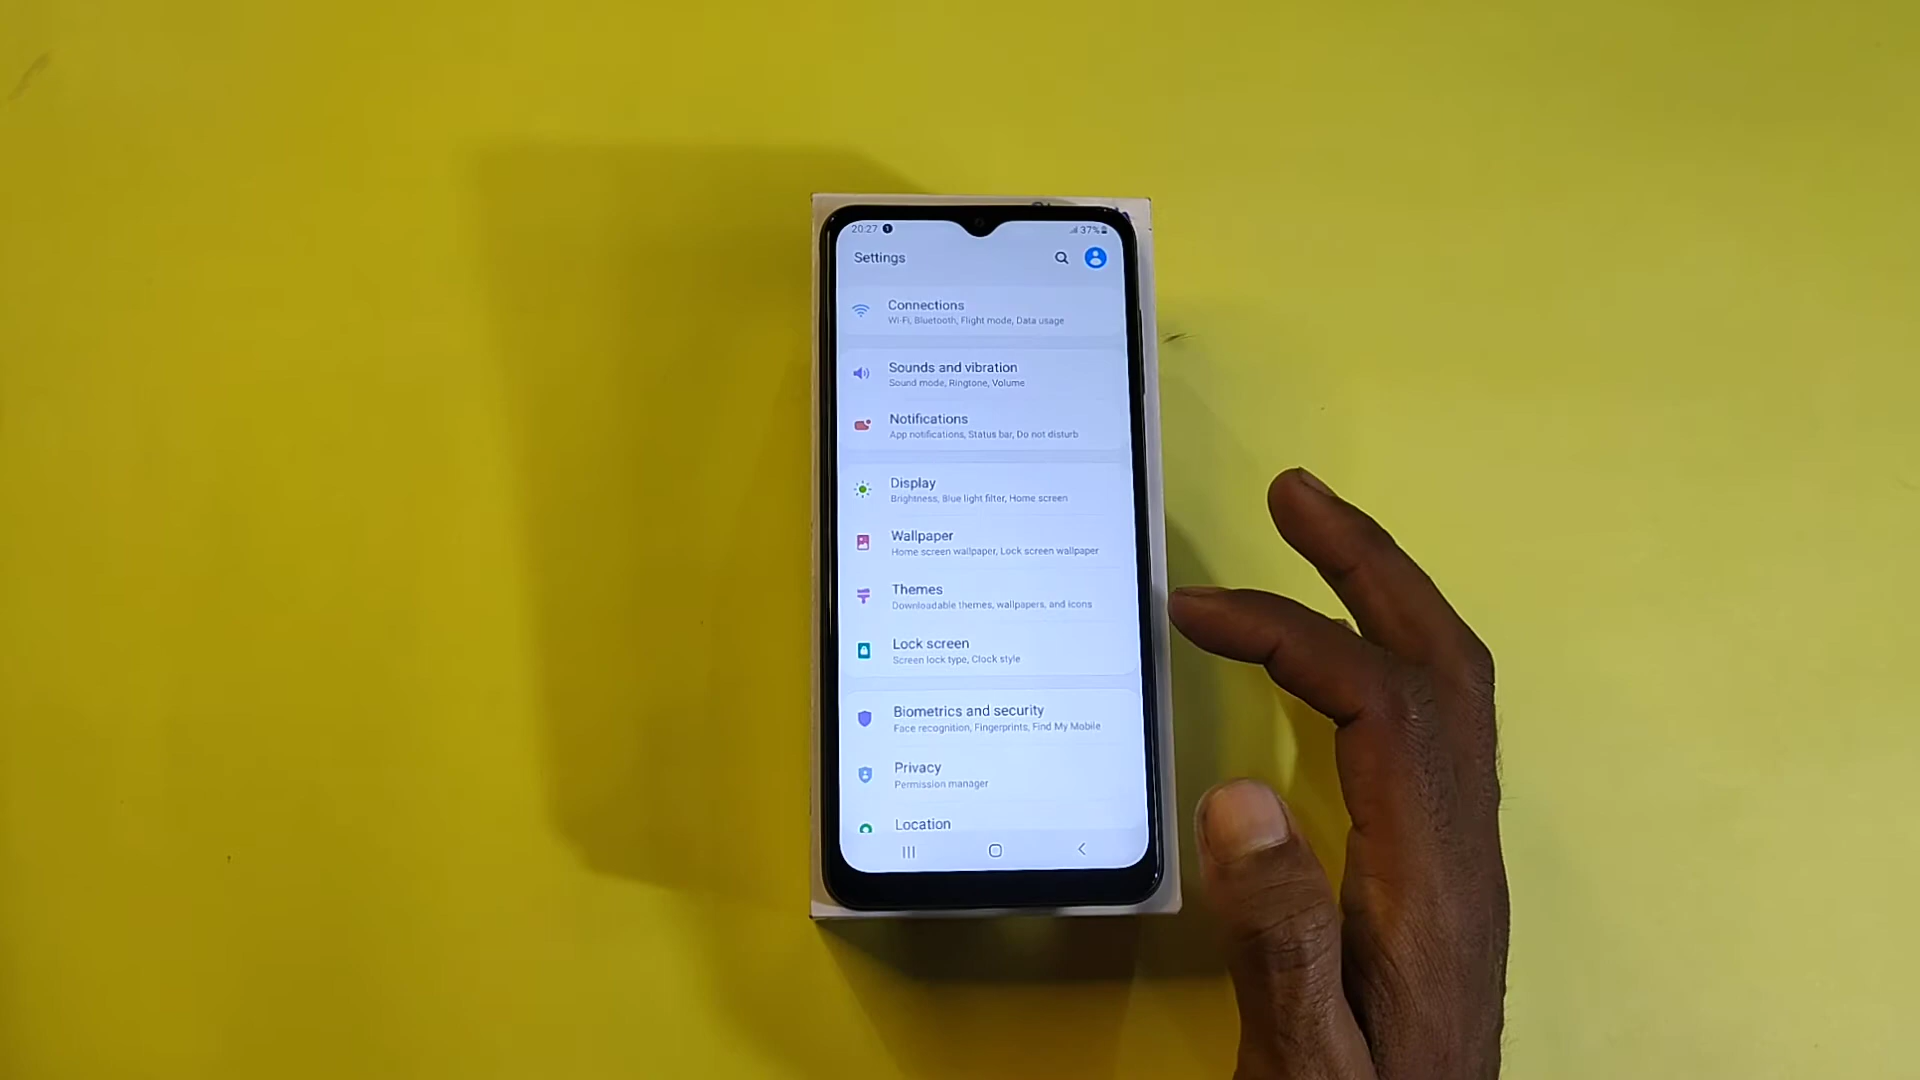 20:27
37%
Settings
Connections
Wi-Fi, Bluetooth, Flight mode, Data usage
Sounds and vibration
Sound mode, Ringtone, Volume
Notifications
App notifications, Status bar, Do not disturb
Display
Brightness, Blue light filter, Home screen
Wallpaper
Home screen wallpaper, Lock screen wallpaper
Themes
Downloadable themes, wallpapers, and icons
Lock screen
Screen lock type, Clock style
Biometrics and security
Face recognition, Fingerprints, Find My Mobile
Privacy
Permission manager
Location